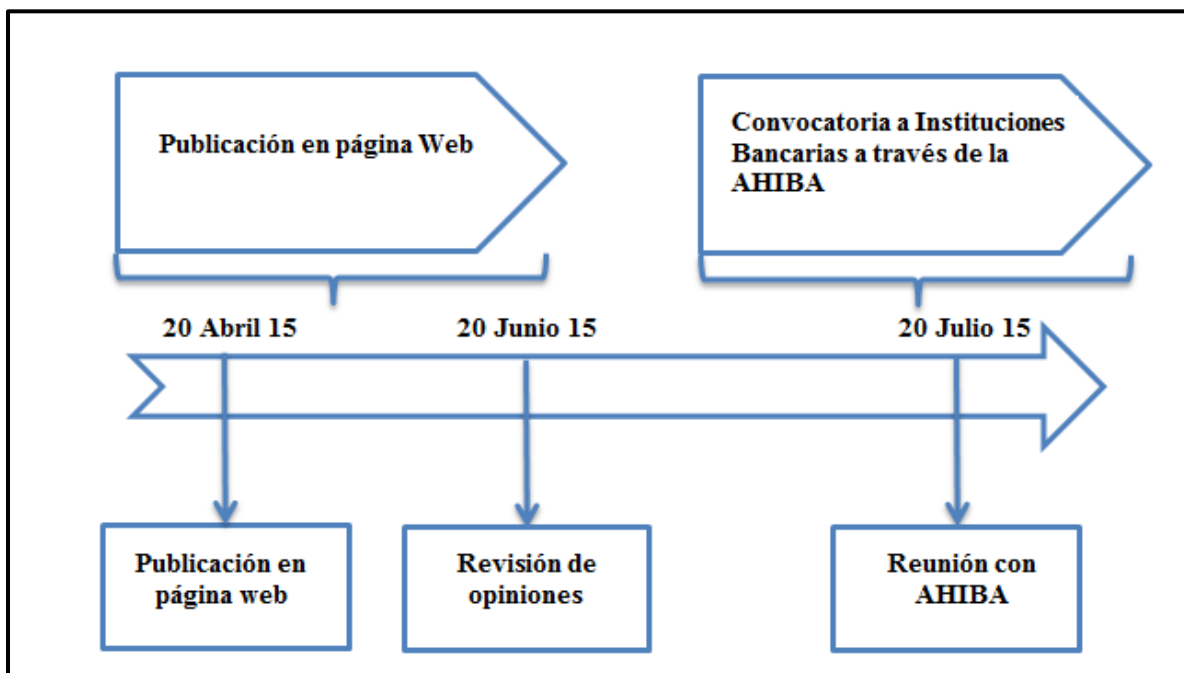 Publicación en página Web
Convocatoria a Instituciones
Bancarias a través de la
AHIBA
20 Abril 15
20 Junio 15
20 Julio 15
Publicación en
página web
Revisión de
opiniones
Reunión con
AHIBA